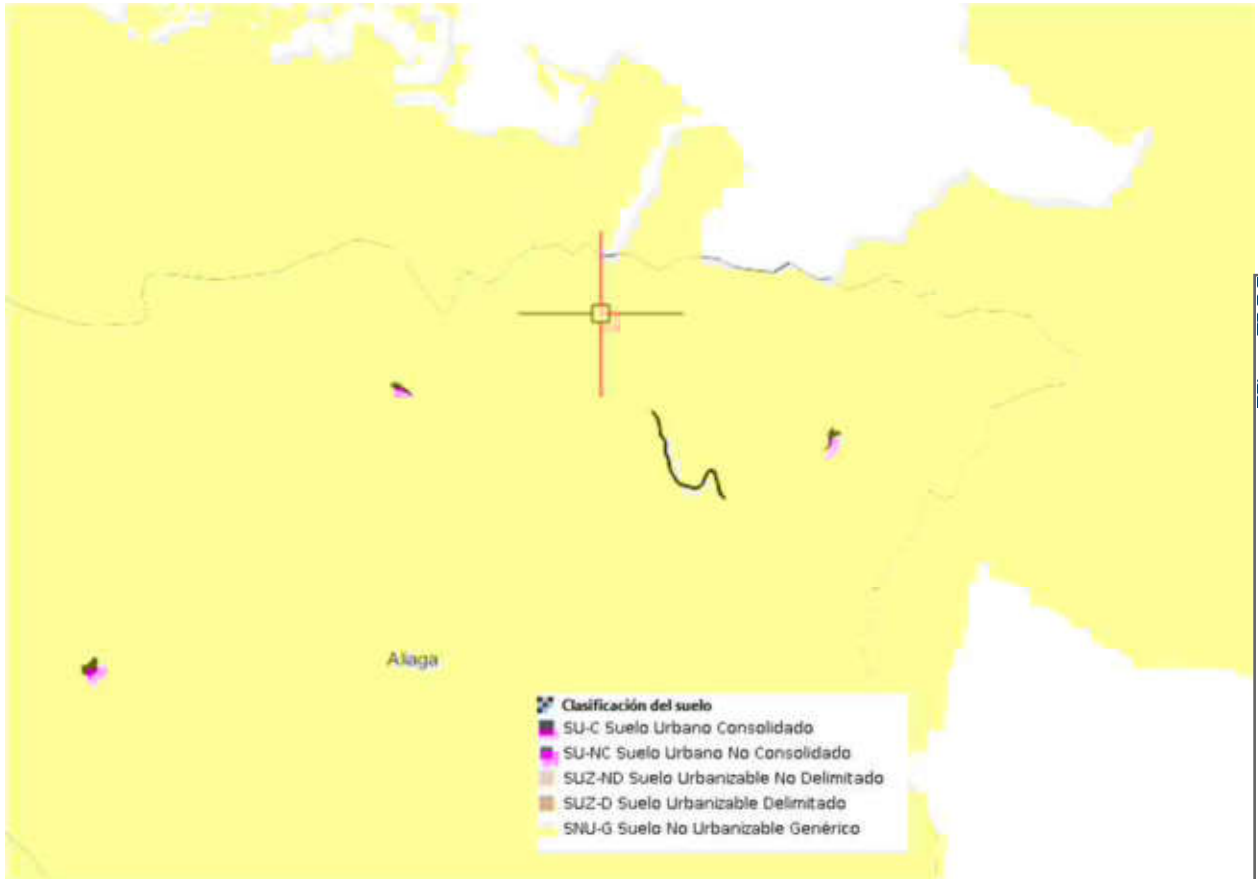 Aliaga
Clasificación del suelo
SU-C Suelo Urbano Consolidado
SU-NC Suelo Urbano No Consolidado
SUZ-ND Suelo Urbanizable No Delimitado
SUZ-D Suelo Urbanizable Delimitado
SNU-G Suelo No Urbanizable Genérico